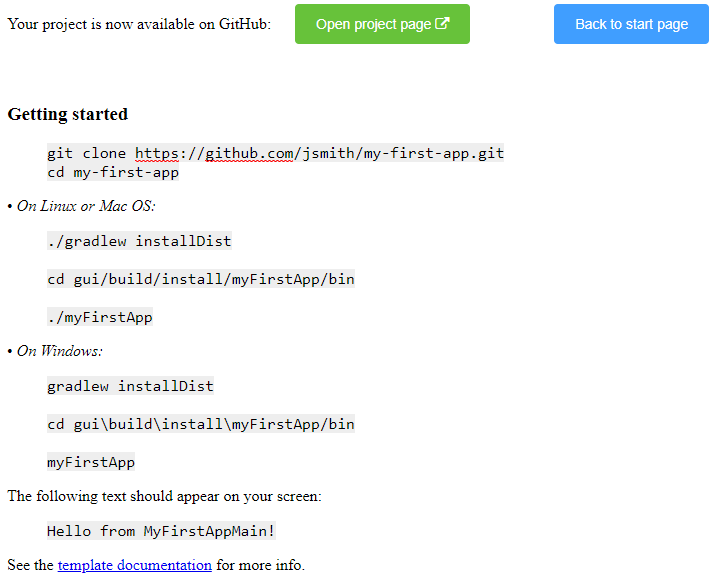 Your project is now available on GitHub: Open project page Back to start page
Getting started
git clone https://github.com/jsmith/my-first-app.git
cd my-first-app
• On Linux or Mac OS:
./gradlew installDist
cd gui/build/install/myFirstApp/bin
./myFirstApp
• On Windows:
gradlew installDist
cd gui\build\install\myFirstApp/bin
myFirstApp
The following text should appear on your screen:
Hello from MyFirstAppMain!
See the template documentation for more info.